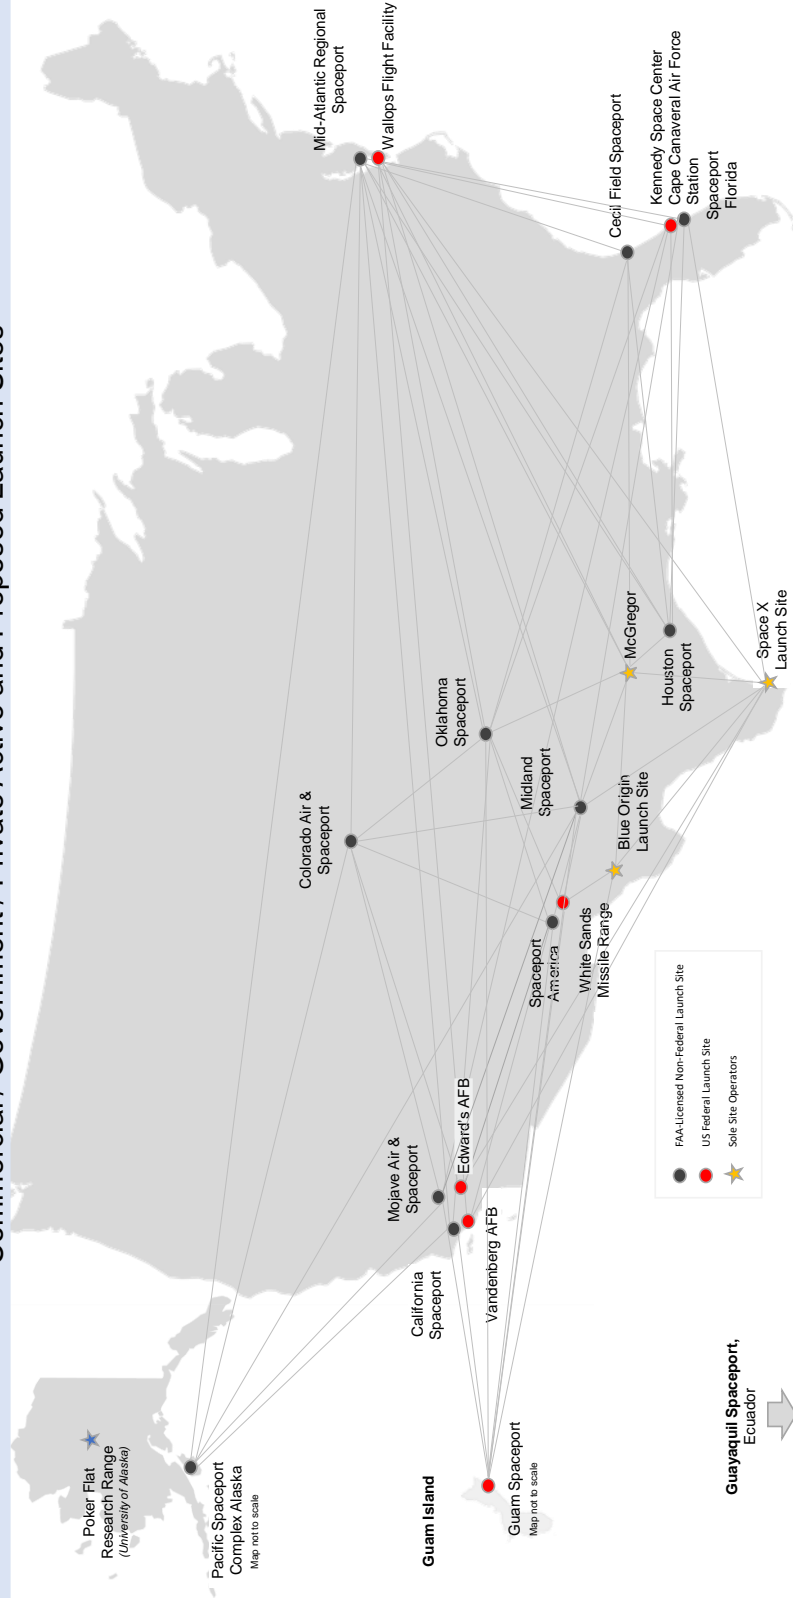 Commercial / Government / Private Active and Proposed Launch Sites
Poker Flat
Research Range
(University of Alaska)
Pacific Spaceport
Complex Alaska
Map not to scale
Colorado Air &
Spaceport
Mid-Atlantic Regional
Spaceport
Wallops Flight Facility
Mojave Air &
Spaceport
California
Spaceport
Edward's AFB
Vandenberg AFB
Oklahoma
Spaceport
Midland
Spaceport
Spaceport
America
White Sands
Missile Range
Blue Origin
Launch Site
McGregor
Houston
Spaceport
Space X
Launch Site
Cecil Field Spaceport
Kennedy Space Center
Cape Canaveral Air Force
Station
Spaceport
Florida
Guam Island
Guam Spaceport
Map not to scale
FAA-Licensed Non-Federal Launch Site
US Federal Launch Site
Sole Site Operators
Guayaquil Spaceport,
Ecuador